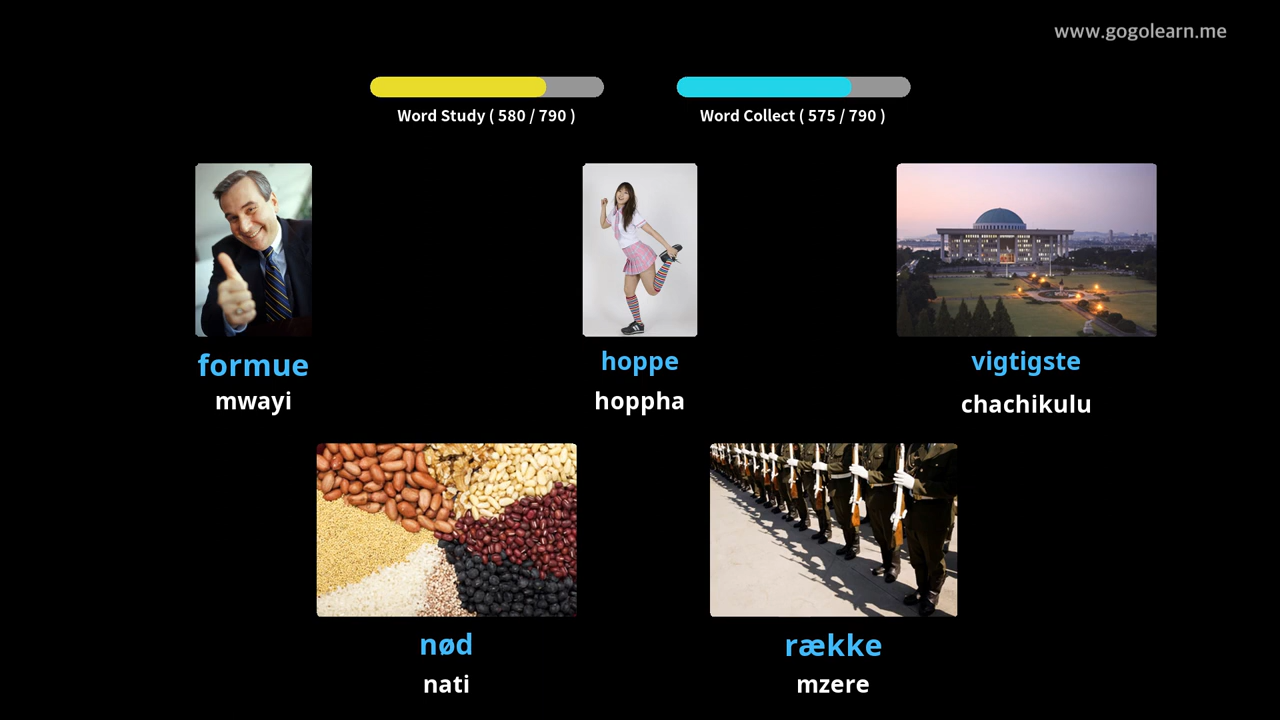 www.gogolearn.me
Word Study ( 580 / 790 )
Word Collect ( 575 / 790 )
formue
mwayi
hoppe
hoppha
vigtigste
chachikulu
nød
nati
række
mzere